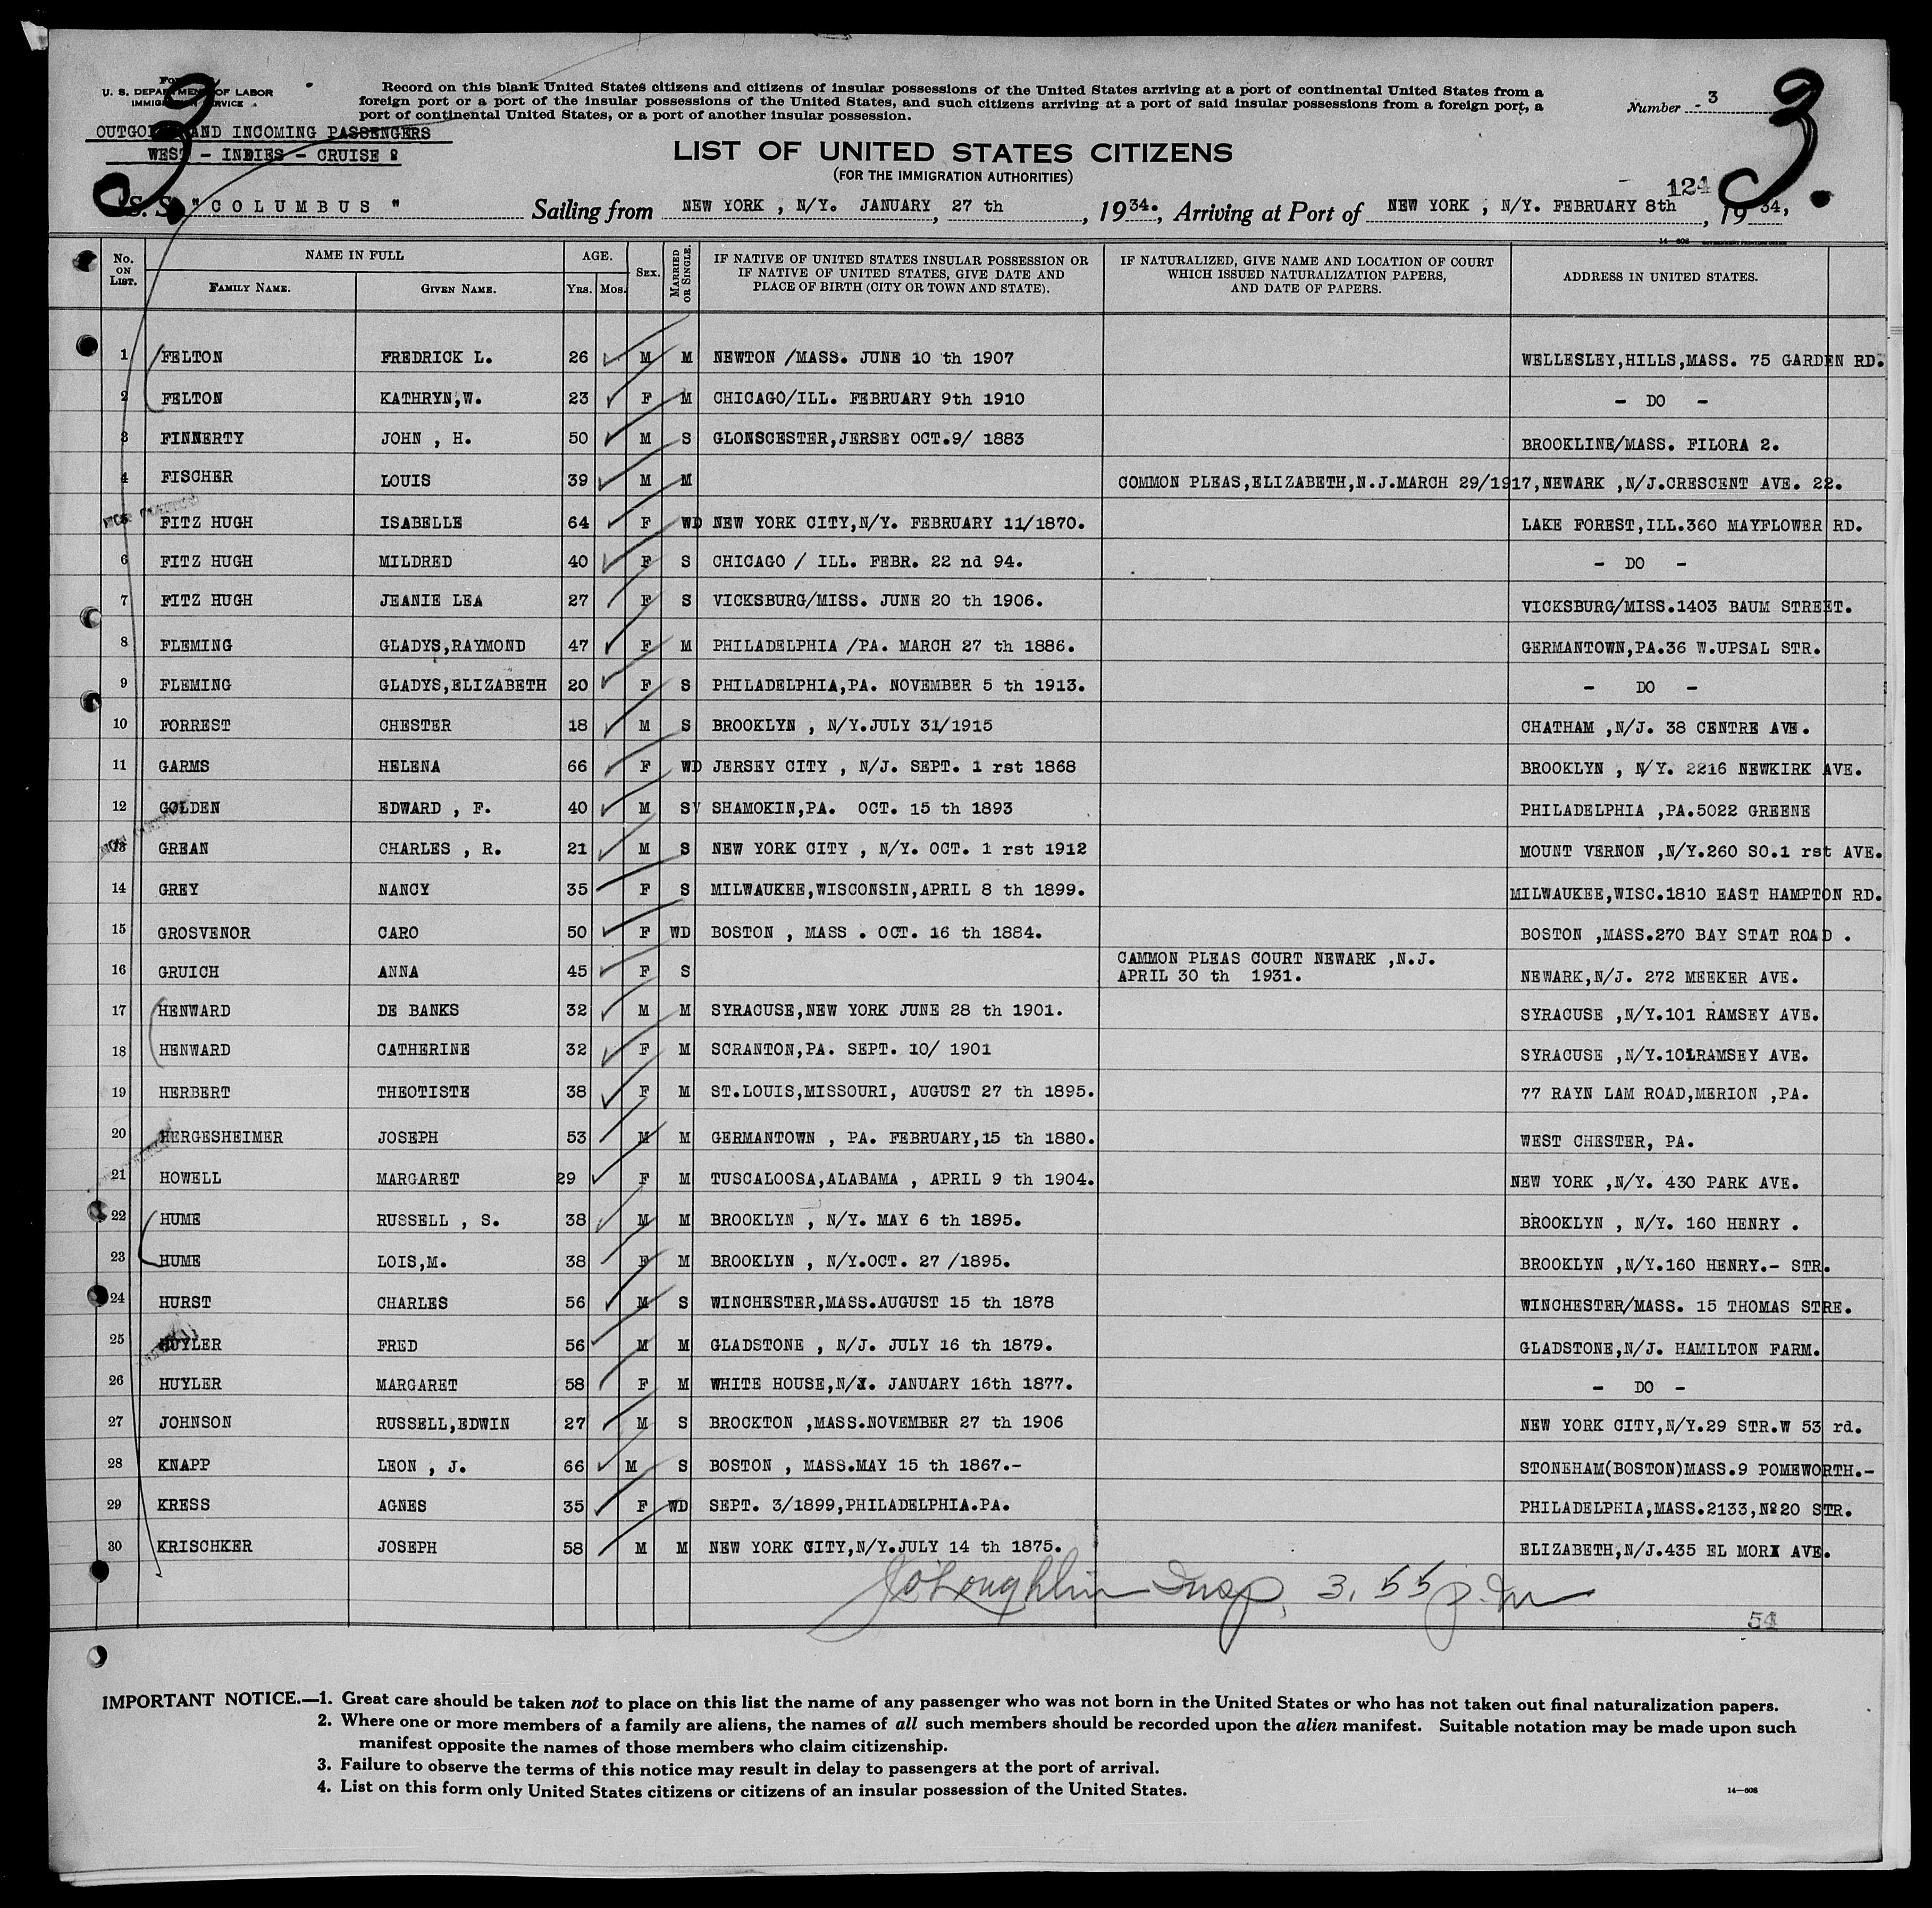 U. S. DEPARTMENT OF LABOR
IMMIGRATION SERVICE
Record on this blank United States citizens and citizens of insular possessions of the United States arriving at a port of continental United States from a
foreign port or a port of the insular possessions of the United States, and such citizens arriving at a port of said insular possessions from a foreign port, a
port of continental United States, or a port of another insular possession.
Number 3
3 3.
OUTGOING AND INCOMING PASSENGERS
WEST - INDIES - CRUISE 2
LIST OF UNITED STATES CITIZENS
(FOR THE IMMIGRATION AUTHORITIES)
124
S. S. "COLUMBUS" Sailing from NEW YORK , N/Y. JANUARY, 27 th , 1934., Arriving at Port of NEW YORK , N/Y. FEBRUARY 8th, 1934,
14—608 GOVERNMENT PRINTING OFFICE
No. ON LIST. NAME IN FULL FAMILY NAME. GIVEN NAME. AGE. YRS. MOS. SEX. MARRIED OR SINGLE. IF NATIVE OF UNITED STATES INSULAR POSSESSION OR IF NATIVE OF UNITED STATES, GIVE DATE AND PLACE OF BIRTH (CITY OR TOWN AND STATE). IF NATURALIZED, GIVE NAME AND LOCATION OF COURT WHICH ISSUED NATURALIZATION PAPERS, AND DATE OF PAPERS. ADDRESS IN UNITED STATES.
1 FELTON FREDRICK L. 26 M M NEWTON /MASS. JUNE 10 th 1907 WELLESLEY,HILLS,MASS. 75 GARDEN RD.
2 FELTON KATHRYN,W. 23 F M CHICAGO/ILL. FEBRUARY 9th 1910 - DO -
3 FINNERTY JOHN , H. 50 M S GLONSCESTER,JERSEY OCT.9/ 1883 BROOKLINE/MASS. FILORA 2.
4 FISCHER LOUIS 39 M M COMMON PLEAS,ELIZABETH,N.J.MARCH 29/1917, NEWARK ,N/J.CRESCENT AVE. 22.
5 FITZ HUGH ISABELLE 64 F WD NEW YORK CITY,N/Y. FEBRUARY 11/1870. LAKE FOREST,ILL.360 MAYFLOWER RD.
6 FITZ HUGH MILDRED 40 F S CHICAGO / ILL. FEBR. 22 nd 94. - DO -
7 FITZ HUGH JEANIE LEA 27 F S VICKSBURG/MISS. JUNE 20 th 1906. VICKSBURG/MISS.1403 BAUM STREET.
8 FLEMING GLADYS,RAYMOND 47 F M PHILADELPHIA /PA. MARCH 27 th 1886. GERMANTOWN,PA.36 W.UPSAL STR.
9 FLEMING GLADYS,ELIZABETH 20 F S PHILADELPHIA,PA. NOVEMBER 5 th 1913. - DO -
10 FORREST CHESTER 18 M S BROOKLYN , N/Y.JULY 31/1915 CHATHAM ,N/J. 38 CENTRE AVE.
11 GARMS HELENA 66 F WD JERSEY CITY , N/J. SEPT. 1 rst 1868 BROOKLYN , N/Y. 2216 NEWKIRK AVE.
12 GOLDEN EDWARD , F. 40 M S SHAMOKIN,PA. OCT. 15 th 1893 PHILADELPHIA ,PA.5022 GREENE
13 GREAN CHARLES , R. 21 M S NEW YORK CITY , N/Y. OCT. 1 rst 1912 MOUNT VERNON ,N/Y.260 SO.1 rst AVE.
14 GREY NANCY 35 F S MILWAUKEE,WISCONSIN,APRIL 8 th 1899. MILWAUKEE,WISC.1810 EAST HAMPTON RD.
15 GROSVENOR CARO 50 F WD BOSTON , MASS . OCT. 16 th 1884. BOSTON ,MASS.270 BAY STAT ROAD .
16 GRUICH ANNA 45 F S CAMMON PLEAS COURT NEWARK ,N.J. APRIL 30 th 1931. NEWARK,N/J. 272 MEEKER AVE.
17 HENWARD DE BANKS 32 M M SYRACUSE,NEW YORK JUNE 28 th 1901. SYRACUSE ,N/Y.101 RAMSEY AVE.
18 HENWARD CATHERINE 32 F M SCRANTON,PA. SEPT. 10/ 1901 SYRACUSE ,N/Y.101RAMSEY AVE.
19 HERBERT THEOTISTE 38 F M ST.LOUIS,MISSOURI, AUGUST 27 th 1895. 77 RAYN LAM ROAD,MERION ,PA.
20 HERGESHEIMER JOSEPH 53 M M GERMANTOWN , PA. FEBRUARY,15 th 1880. WEST CHESTER, PA.
21 HOWELL MARGARET 29 F M TUSCALOOSA,ALABAMA , APRIL 9 th 1904. NEW YORK ,N/Y. 430 PARK AVE.
22 HUME RUSSELL , S. 38 M M BROOKLYN , N/Y. MAY 6 th 1895. BROOKLYN , N/Y. 160 HENRY .
23 HUME LOIS,M. 38 F M BROOKLYN , N/Y.OCT. 27 /1895. BROOKLYN ,N/Y.160 HENRY.- STR.
24 HURST CHARLES 56 M S WINCHESTER,MASS.AUGUST 15 th 1878 WINCHESTER/MASS. 15 THOMAS STRE.
25 HUYLER FRED 56 M M GLADSTONE , N/J. JULY 16 th 1879. GLADSTONE,N/J. HAMILTON FARM.
26 HUYLER MARGARET 58 F M WHITE HOUSE,N/J. JANUARY 16th 1877. - DO -
27 JOHNSON RUSSELL,EDWIN 27 M S BROCKTON ,MASS.NOVEMBER 27 th 1906 NEW YORK CITY,N/Y.29 STR.W 53 rd.
28 KNAPP LEON , J. 66 M S BOSTON , MASS.MAY 15 th 1867.- STONEHAM(BOSTON)MASS.9 POMEWORTH.-
29 KRESS AGNES 35 F WD SEPT. 3/1899,PHILADELPHIA.PA. PHILADELPHIA,MASS.2133,Nº20 STR.
30 KRISCHKER JOSEPH 58 M M NEW YORK CITY,N/Y.JULY 14 th 1875. ELIZABETH,N/J.435 EL MORX AVE.
J O'Loughlin Insp. 3.55 p.m
54
IMPORTANT NOTICE.—1. Great care should be taken not to place on this list the name of any passenger who was not born in the United States or who has not taken out final naturalization papers.
2. Where one or more members of a family are aliens, the names of all such members should be recorded upon the alien manifest. Suitable notation may be made upon such
manifest opposite the names of those members who claim citizenship.
3. Failure to observe the terms of this notice may result in delay to passengers at the port of arrival.
4. List on this form only United States citizens or citizens of an insular possession of the United States.
14—608